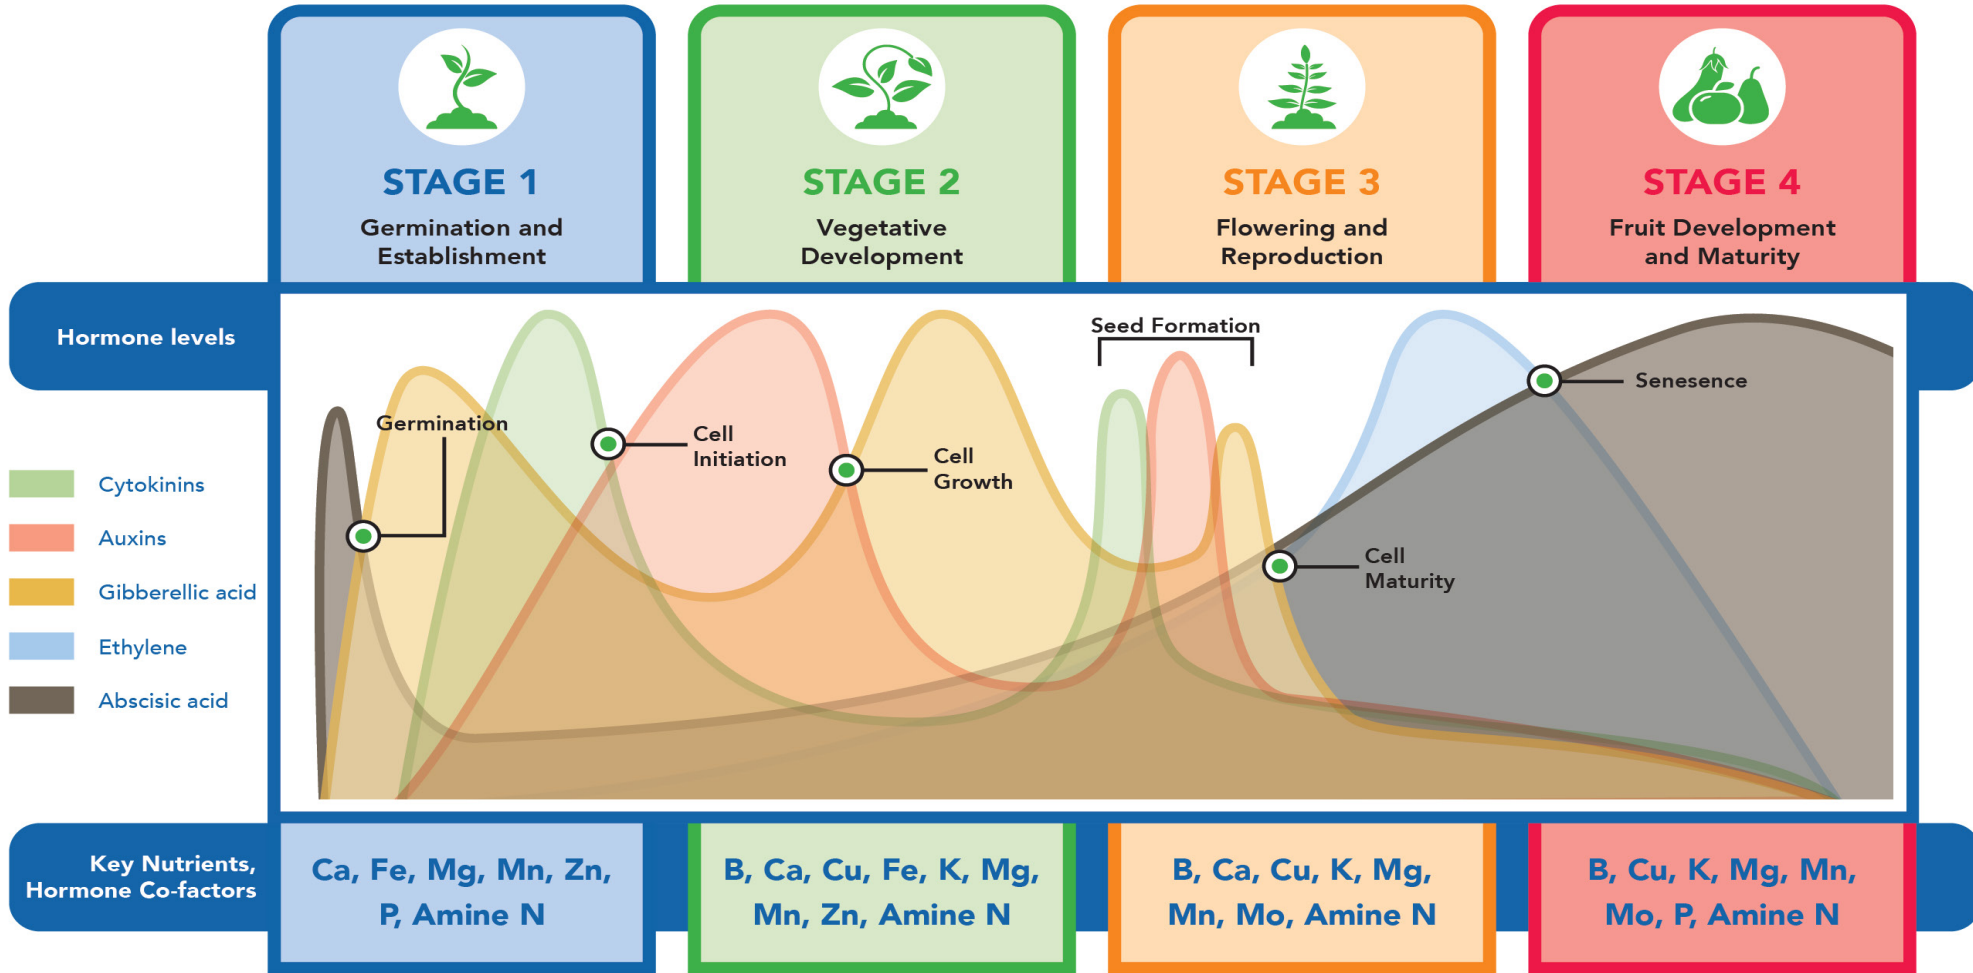 STAGE 1
Germination and
Establishment
STAGE 2
Vegetative
Development
STAGE 3
Flowering and
Reproduction
STAGE 4
Fruit Development
and Maturity
Hormone levels
Seed Formation
Senesence
Germination
Cell
Initiation
Cell
Growth
Cell
Maturity
Cytokinins
Auxins
Gibberellic acid
Ethylene
Abscisic acid
Key Nutrients,
Hormone Co-factors
Ca, Fe, Mg, Mn, Zn,
P, Amine N
B, Ca, Cu, Fe, K, Mg,
Mn, Zn, Amine N
B, Ca, Cu, K, Mg,
Mn, Mo, Amine N
B, Cu, K, Mg, Mn,
Mo, P, Amine N